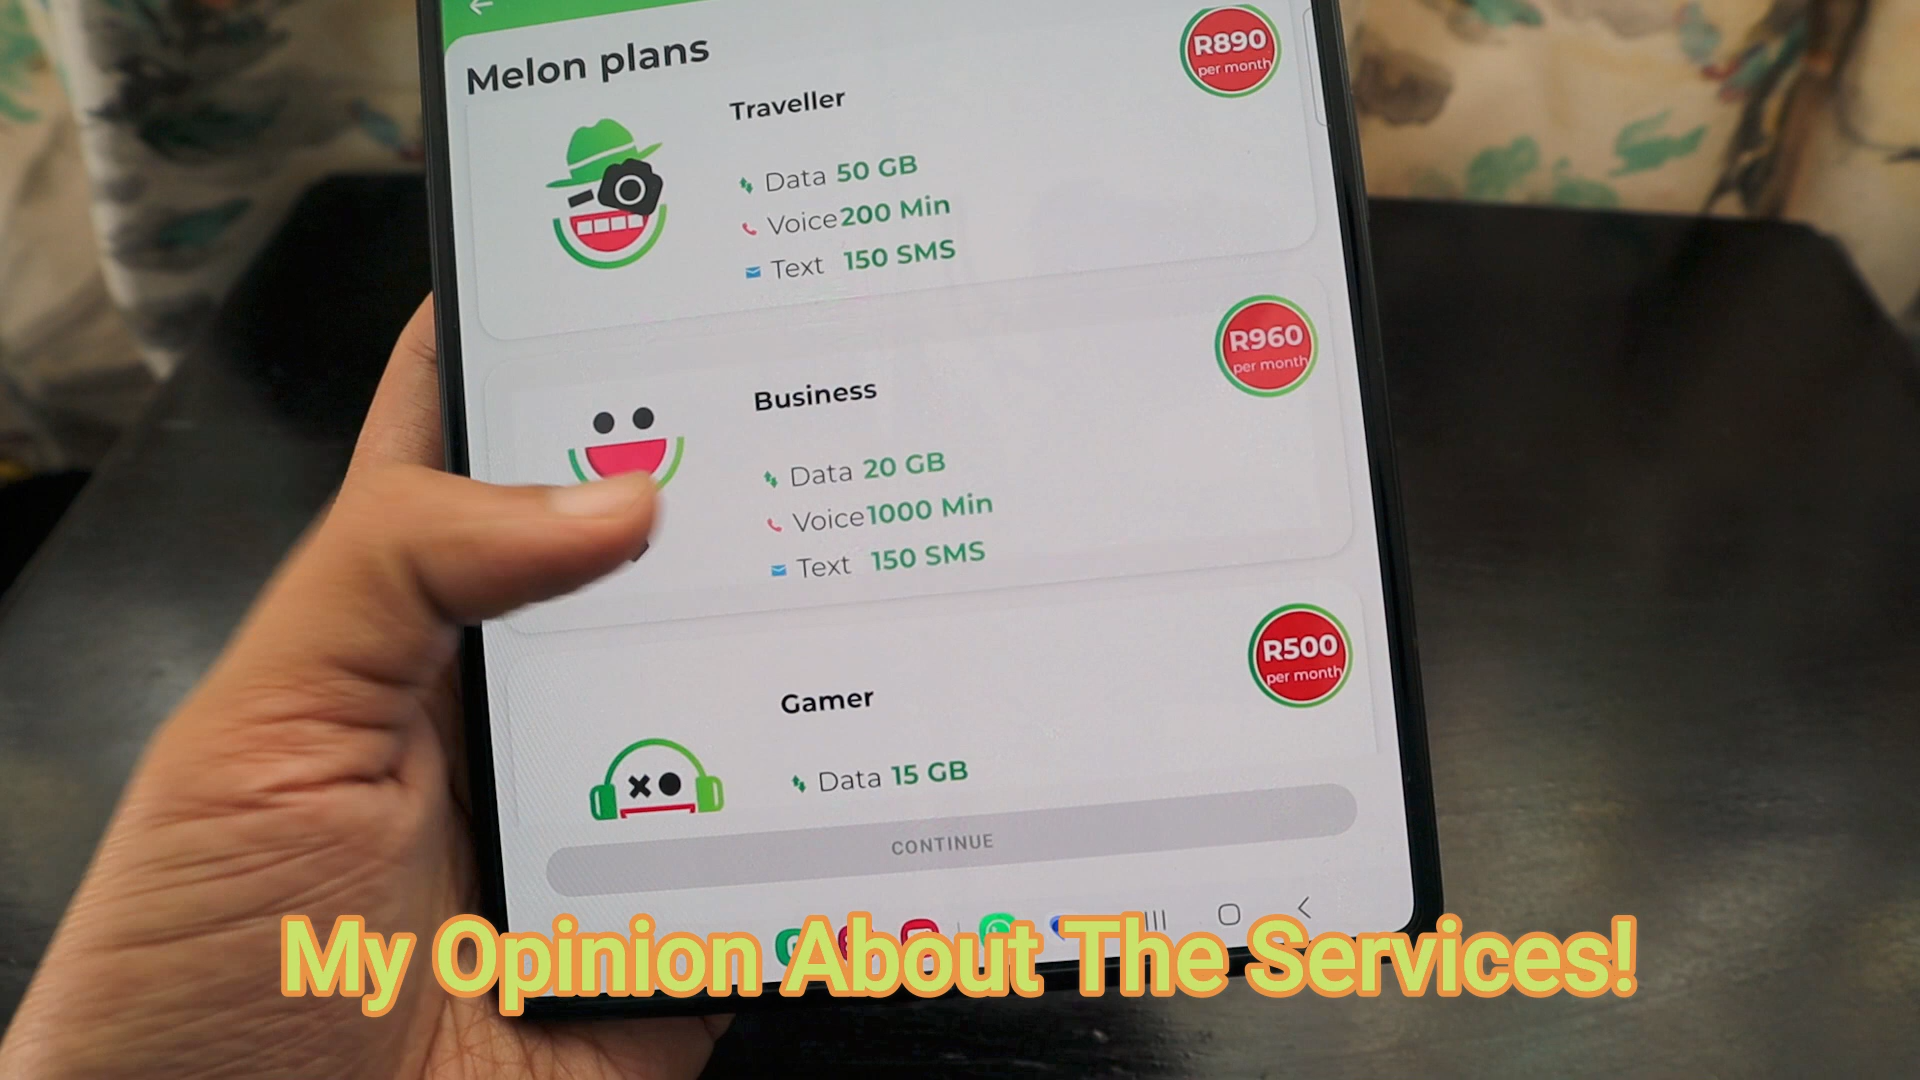 Melon plans
R890
per month
Traveller
Data 50 GB
Voice 200 Min
Text 150 SMS
R960
per month
Business
Data 20 GB
Voice 1000 Min
Text 150 SMS
R500
per month
Gamer
Data 15 GB
CONTINUE
My Opinion About The Services!